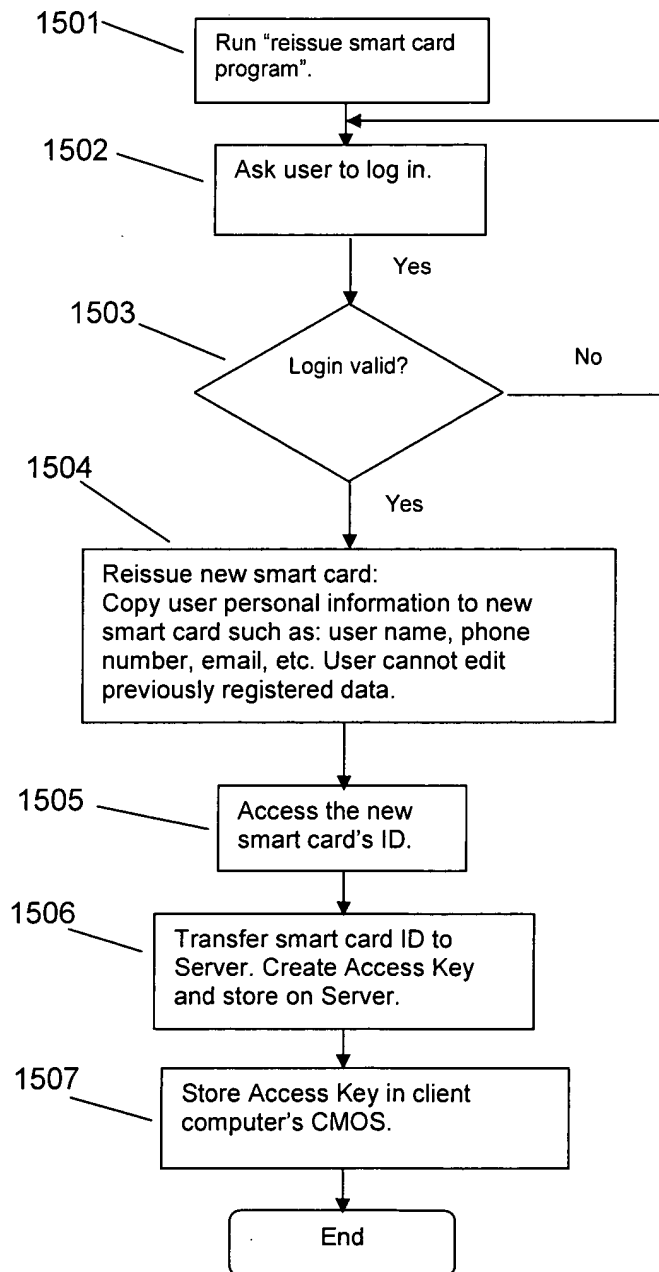 1501
Run “reissue smart card
program”.
1502
Ask user to log in.
Yes
1503
Login valid?
No
1504
Yes
Reissue new smart card:
Copy user personal information to new
smart card such as: user name, phone
number, email, etc. User cannot edit
previously registered data.
1505
Access the new
smart card’s ID.
1506
Transfer smart card ID to
Server. Create Access Key
and store on Server.
1507
Store Access Key in client
computer’s CMOS.
End